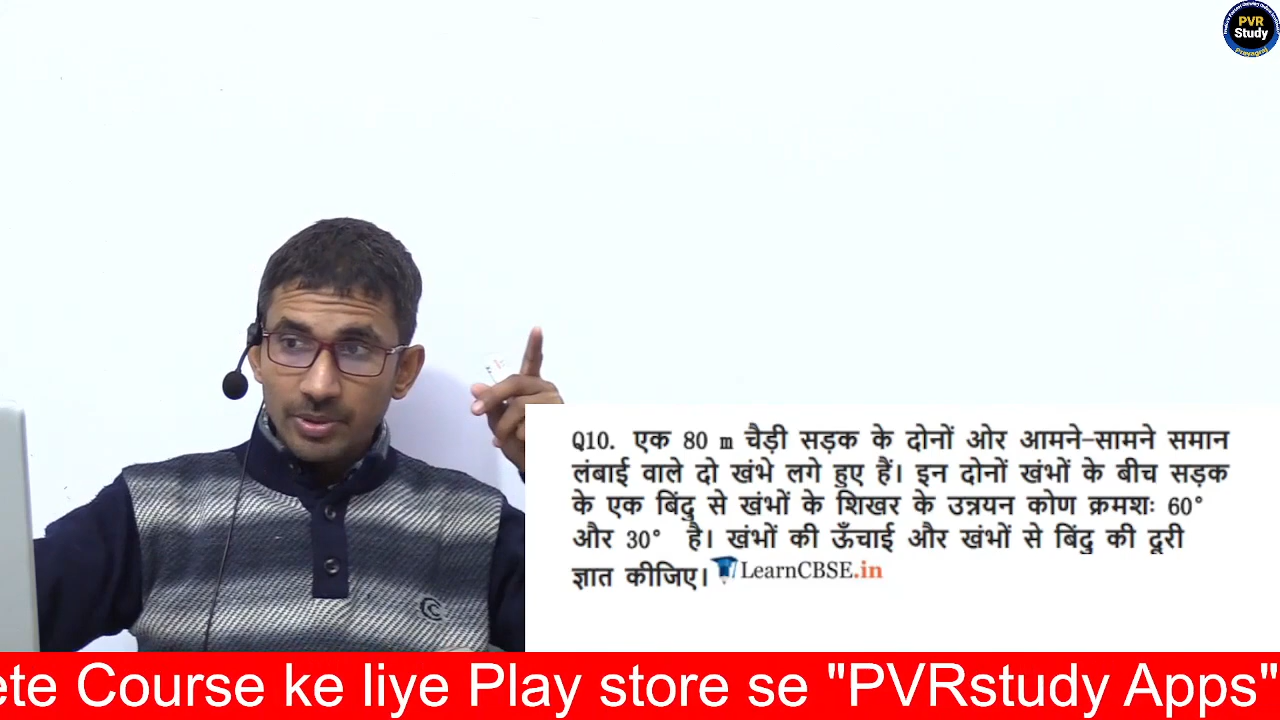 PVR
Study
Prayagraj
Q10. एक 80 m चैड़ी सड़क के दोनों ओर आमने-सामने समान
लंबाई वाले दो खंभे लगे हुए हैं। इन दोनों खंभों के बीच सड़क
के एक बिंदु से खंभों के शिखर के उन्नयन कोण क्रमशः 60°
और 30° है। खंभों की ऊँचाई और खंभों से बिंदु की दूरी
ज्ञात कीजिए। LearnCBSE.in
ete Course ke liye Play store se "PVRstudy Apps"